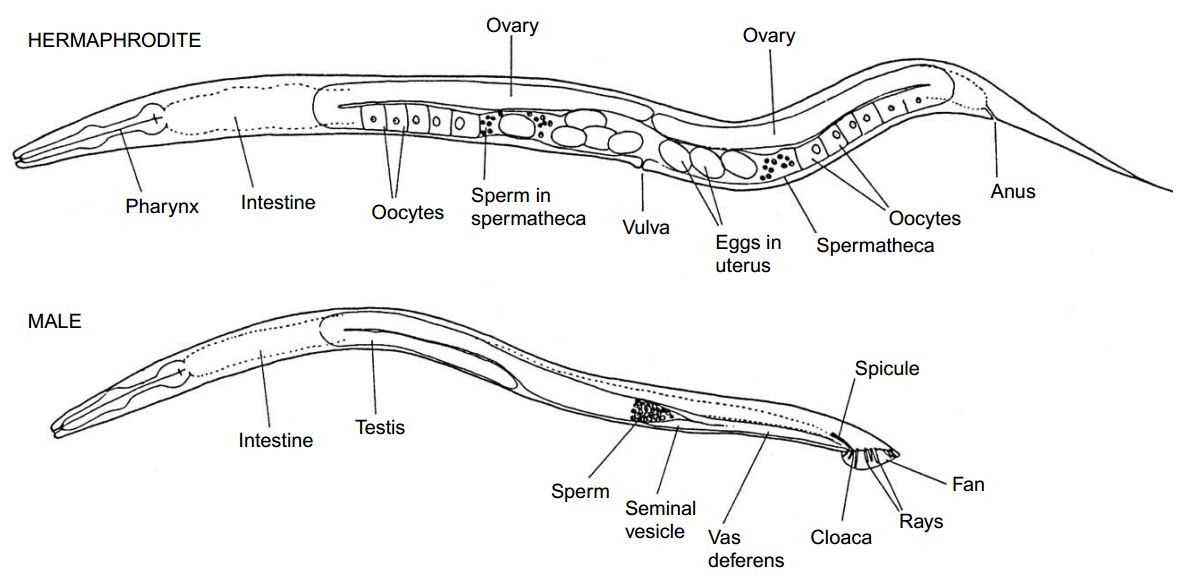 HERMAPHRODITE
Ovary
Ovary
Pharynx
Intestine
Oocytes
Sperm in
spermatheca
Vulva
Eggs in
uterus
Spermatheca
Oocytes
Anus
MALE
Intestine
Testis
Sperm
Seminal
vesicle
Vas
deferens
Spicule
Cloaca
Rays
Fan